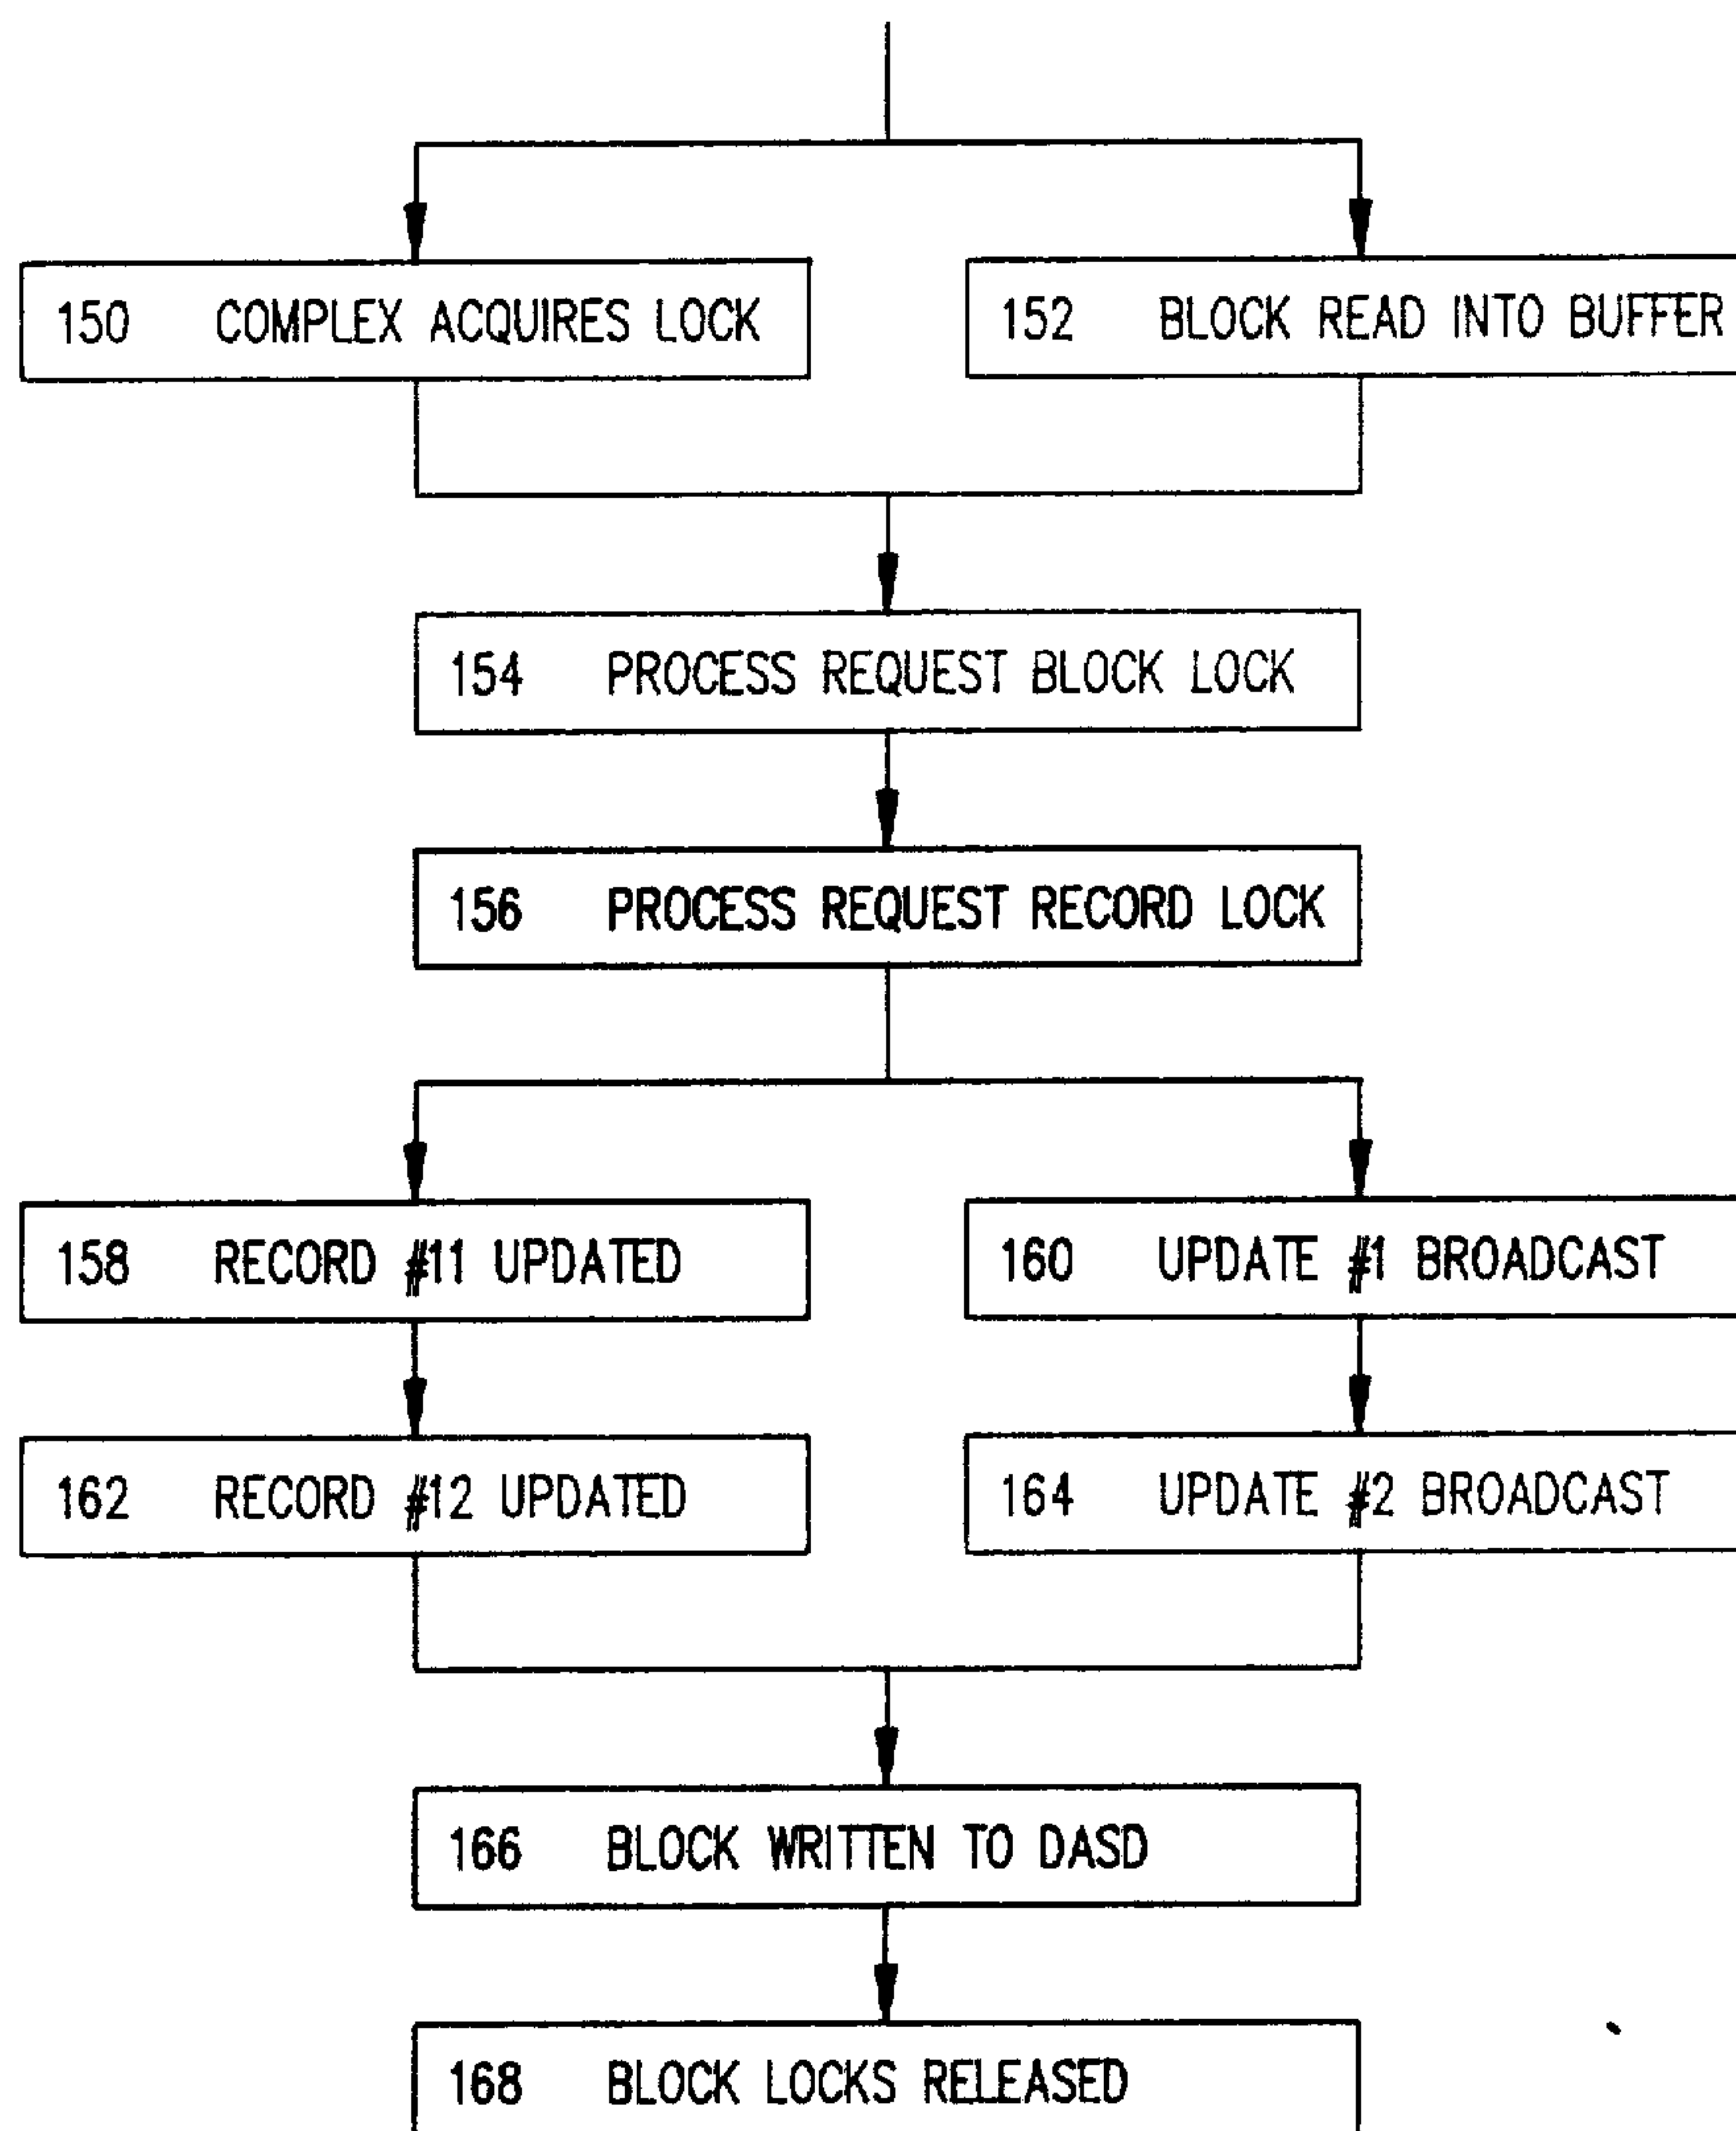 150 COMPLEX ACQUIRES LOCK
152 BLOCK READ INTO BUFFER
154 PROCESS REQUEST BLOCK LOCK
156 PROCESS REQUEST RECORD LOCK
158 RECORD #11 UPDATED
160 UPDATE #1 BROADCAST
162 RECORD #12 UPDATED
164 UPDATE #2 BROADCAST
166 BLOCK WRITTEN TO DASD
168 BLOCK LOCKS RELEASED